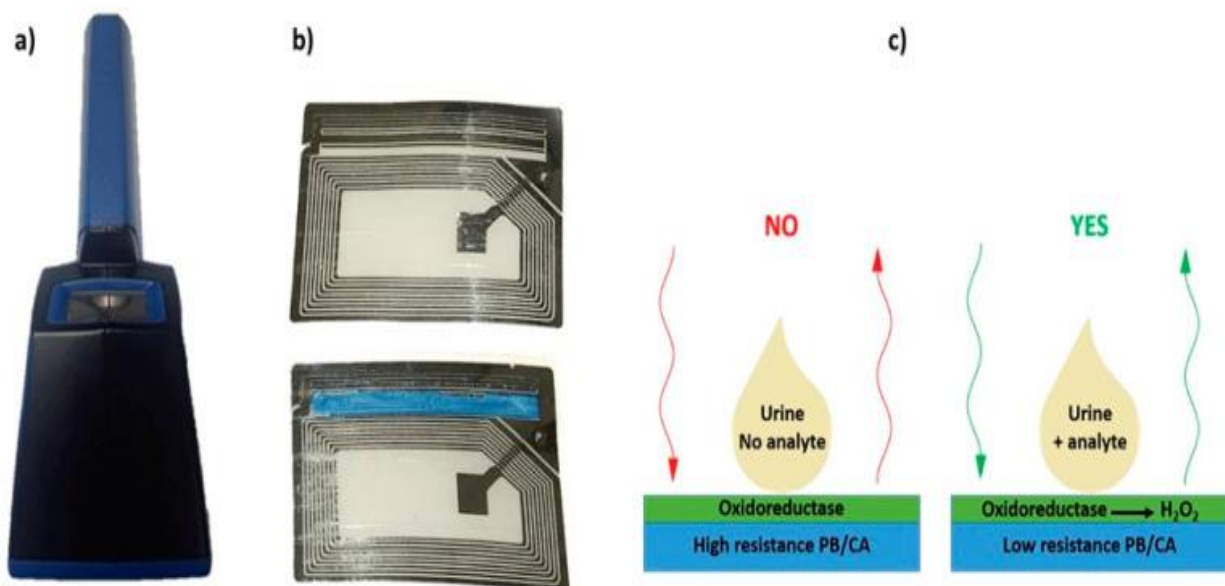 a)
b)
c)
NO
YES
Urine
No analyte
Urine
+ analyte
Oxidoreductase
Oxidoreductase → H₂O₂
High resistance PB/CA
Low resistance PB/CA